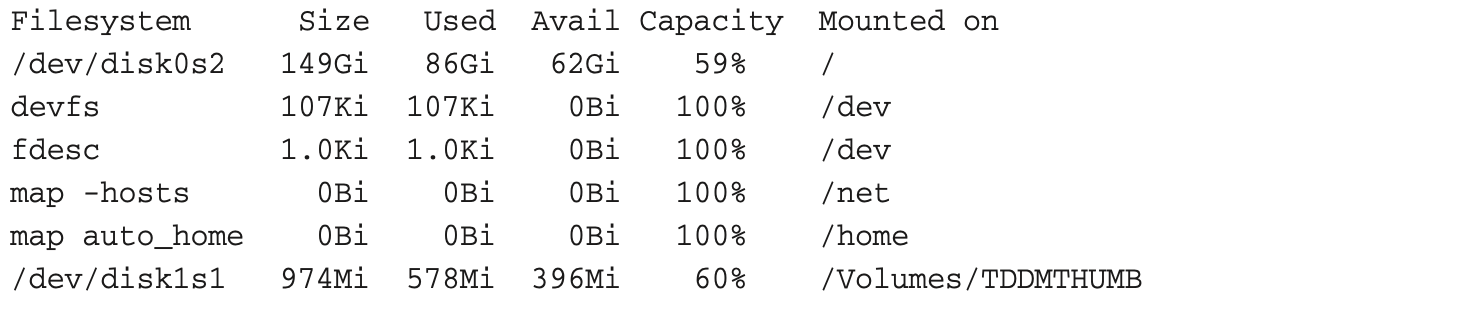 Filesystem      Size   Used  Avail Capacity  Mounted on
/dev/disk0s2   149Gi   86Gi   62Gi    59%    /
devfs          107Ki  107Ki    0Bi   100%    /dev
fdesc          1.0Ki  1.0Ki    0Bi   100%    /dev
map -hosts       0Bi    0Bi    0Bi   100%    /net
map auto_home    0Bi    0Bi    0Bi   100%    /home
/dev/disk1s1   974Mi  578Mi  396Mi    60%    /Volumes/TDDMTHUMB